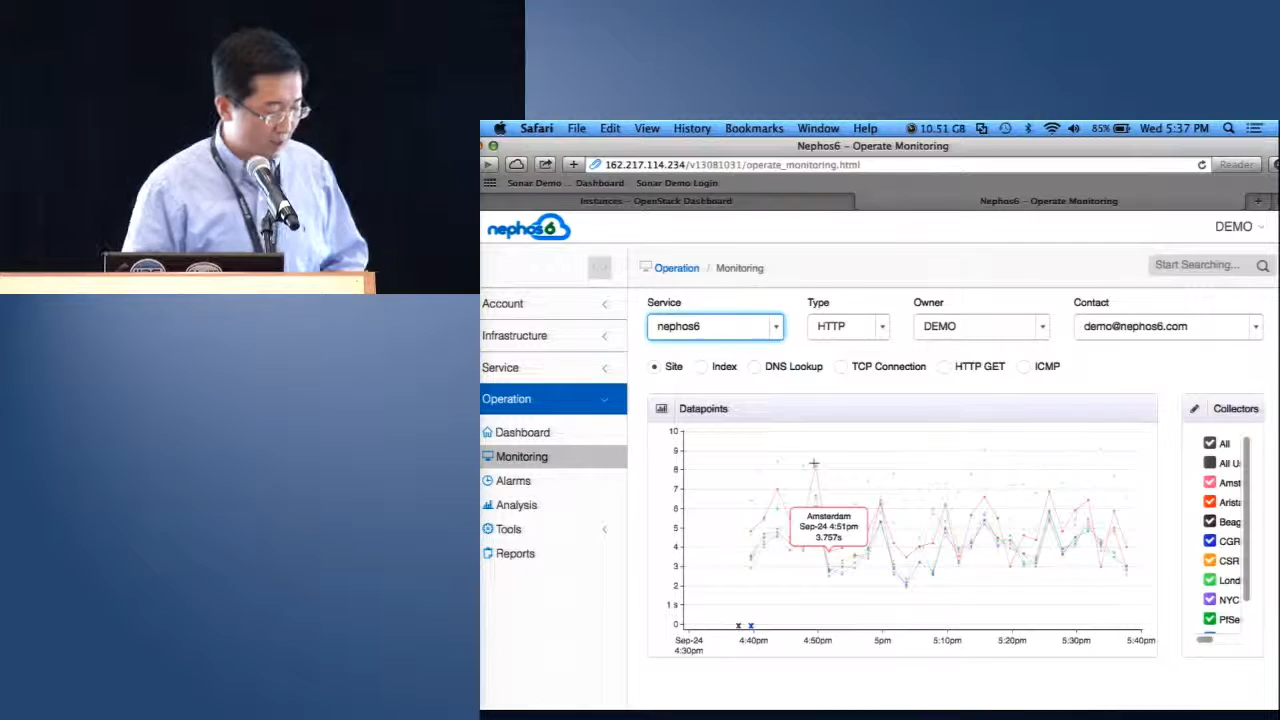 Safari File Edit View History Bookmarks Window Help 10.51 GB 85% Wed 5:37 PM
Nephos6 – Operate Monitoring
162.217.114.234/v13081031/operate_monitoring.html Reader
Sonar Demo ... Dashboard Sonar Demo Login
Instances – OpenStack Dashboard Nephos6 – Operate Monitoring
nephos6 DEMO
Operation / Monitoring Start Searching...
Account
Infrastructure
Service
Operation
Dashboard
Monitoring
Alarms
Analysis
Tools
Reports
Service Type Owner Contact
nephos6 HTTP DEMO demo@nephos6.com
Site Index DNS Lookup TCP Connection HTTP GET ICMP
Datapoints
10
9
8
7
6
5
4
3
2
1 s
0
Amsterdam
Sep-24 4:51pm
3.757s
x x
Sep-24 4:40pm 4:50pm 5pm 5:10pm 5:20pm 5:30pm 5:40pm
4:30pm
Collectors
All
All U
Amst
Arista
Beag
CGR
CSR
Lond
NYC
PfSe